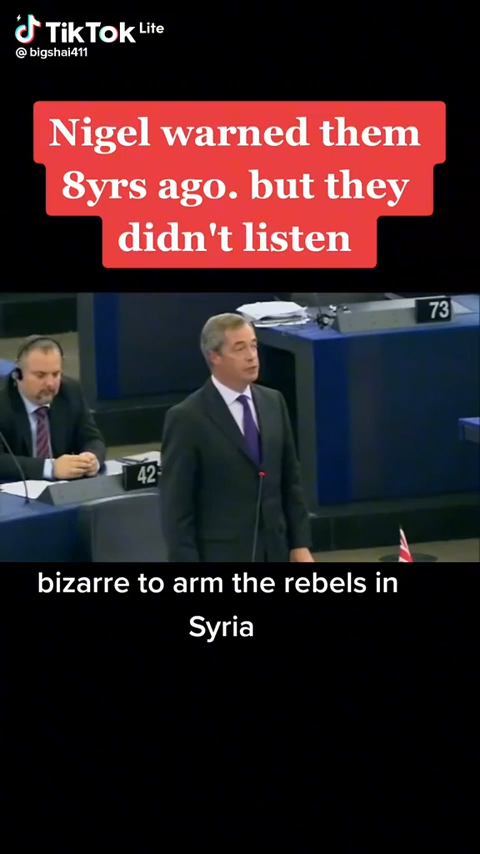 TikTok Lite
@bigshai411
Nigel warned them
8yrs ago. but they
didn't listen
73
42
bizarre to arm the rebels in
Syria